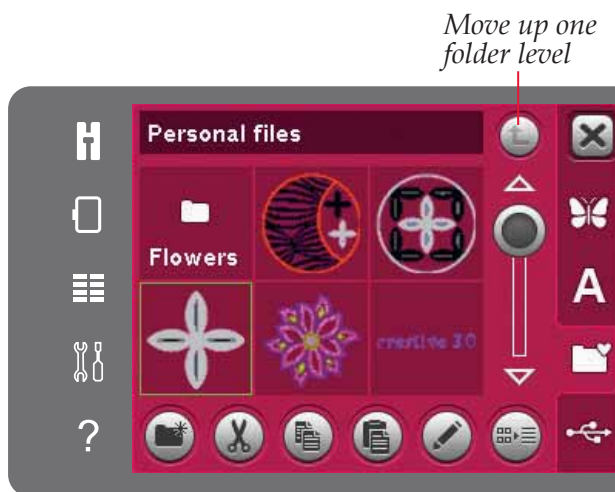 Move up one
folder level
Personal files
Flowers
creative 3.0
A
?